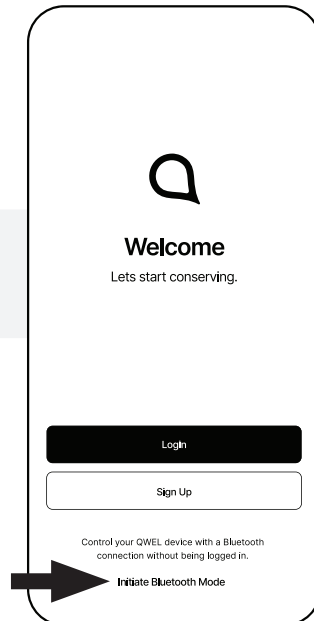 Welcome
Lets start conserving.
Login
Sign Up
Control your QWEL device with a Bluetooth
connection without being logged in.
Initiate Bluetooth Mode